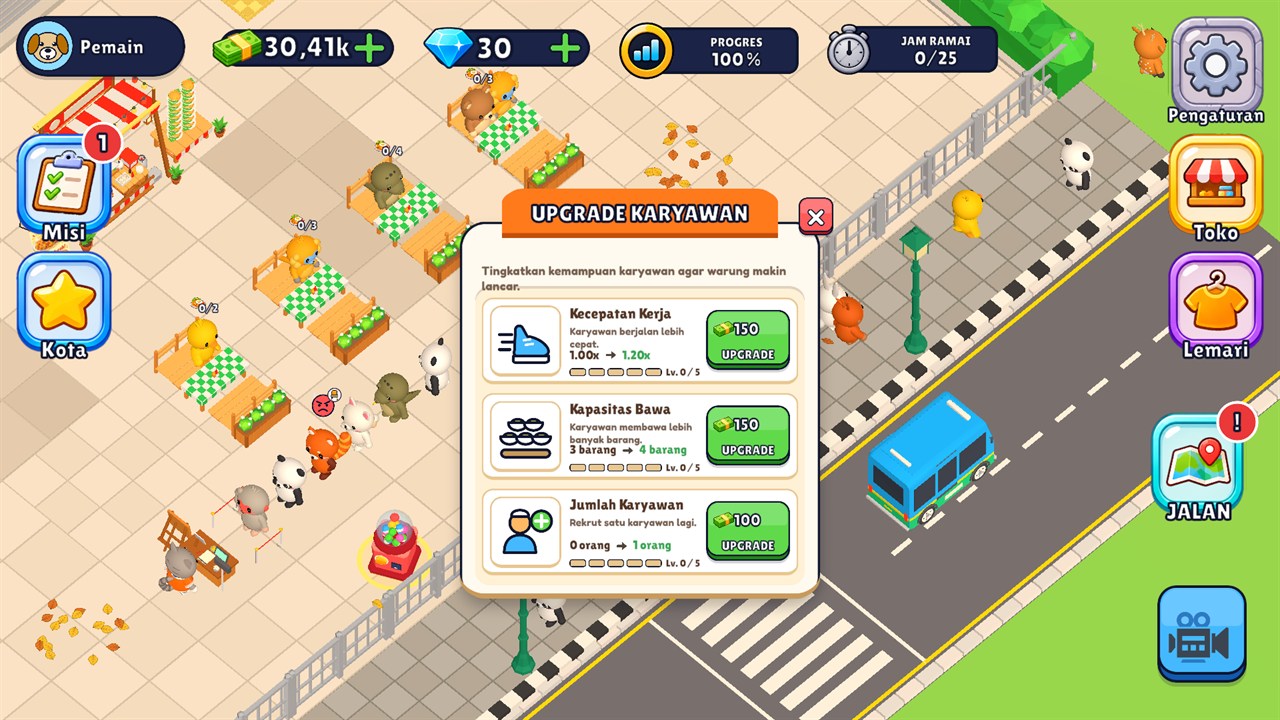 Pemain
30,41k
30
PROGRES
100%
JAM RAMAI
0/25
Pengaturan
1
Misi
Kota
Toko
Lemari
!
JALAN
0/3
0/4
0/3
0/2
UPGRADE KARYAWAN
Tingkatkan kemampuan karyawan agar warung makin
lancar.
Kecepatan Kerja
Karyawan berjalan lebih
cepat.
1.00x → 1.20x
Lv. 0 / 5
150
UPGRADE
Kapasitas Bawa
Karyawan membawa lebih
banyak barang.
3 barang → 4 barang
Lv. 0 / 5
150
UPGRADE
Jumlah Karyawan
Rekrut satu karyawan lagi.
0 orang → 1 orang
Lv. 0 / 5
100
UPGRADE